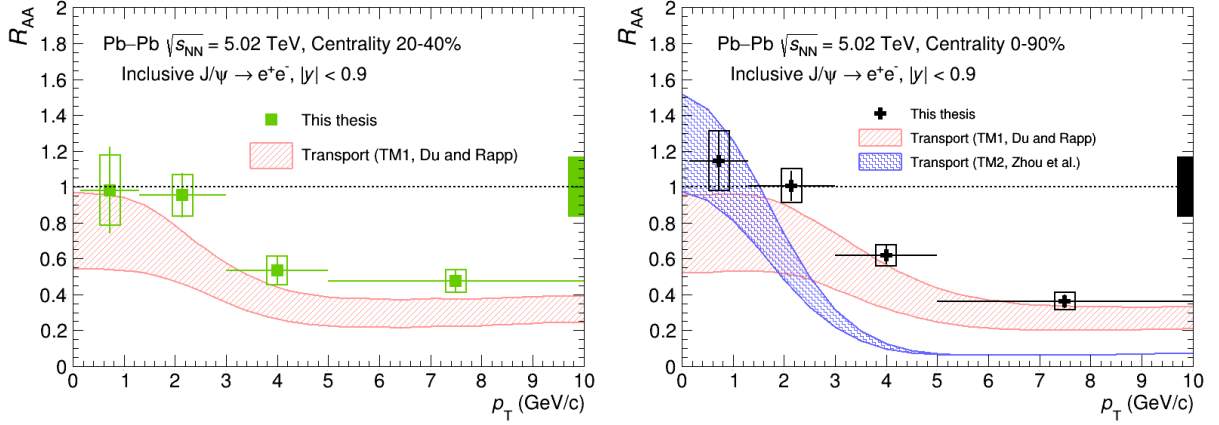 R_AA
2
1.8
1.6
1.4
1.2
1
0.8
0.6
0.4
0.2
0
Pb–Pb √s_NN = 5.02 TeV, Centrality 20-40%
Inclusive J/ψ → e⁺e⁻, |y| < 0.9
This thesis
Transport (TM1, Du and Rapp)
0 1 2 3 4 5 6 7 8 9 10
p_T (GeV/c)
R_AA
2
1.8
1.6
1.4
1.2
1
0.8
0.6
0.4
0.2
0
Pb–Pb √s_NN = 5.02 TeV, Centrality 0-90%
Inclusive J/ψ → e⁺e⁻, |y| < 0.9
This thesis
Transport (TM1, Du and Rapp)
Transport (TM2, Zhou et al.)
0 1 2 3 4 5 6 7 8 9 10
p_T (GeV/c)